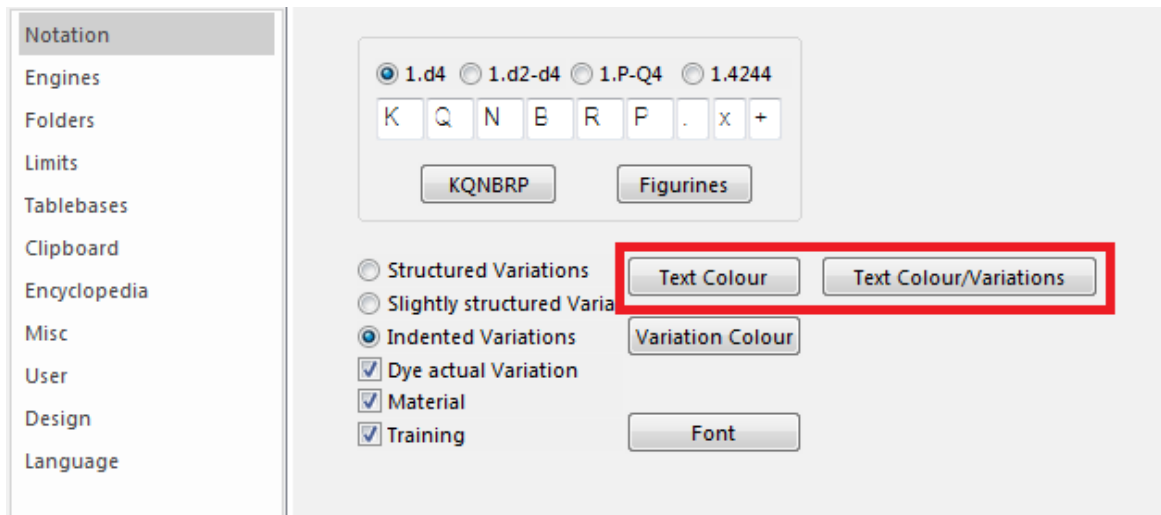 Notation
Engines
Folders
Limits
Tablebases
Clipboard
Encyclopedia
Misc
User
Design
Language
1.d4 1.d2-d4 1.P-Q4 1.4244
K Q N B R P . x +
KQNBRP Figurines
Structured Variations Text Colour Text Colour/Variations
Slightly structured Varia
Indented Variations Variation Colour
Dye actual Variation
Material
Training Font